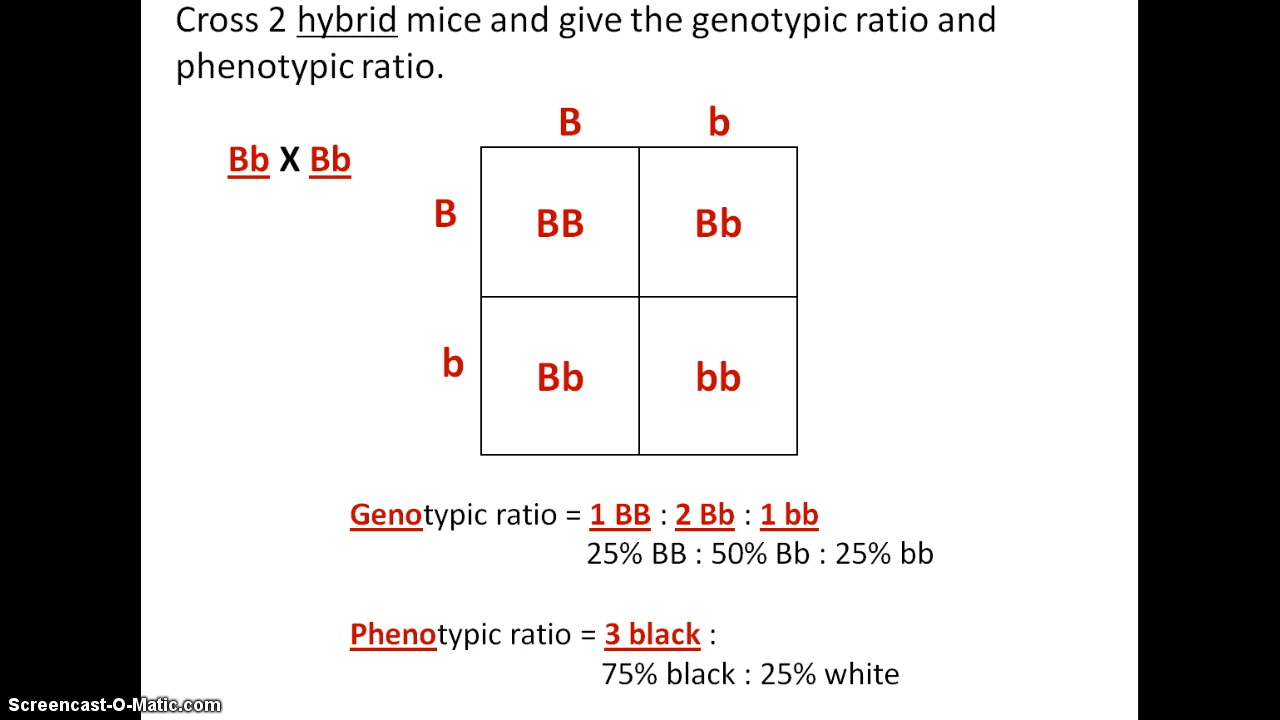 Cross 2 hybrid mice and give the genotypic ratio and
phenotypic ratio.
B b
Bb X Bb
B BB Bb
b Bb bb
Genotypic ratio = 1 BB : 2 Bb : 1 bb
25% BB : 50% Bb : 25% bb
Phenotypic ratio = 3 black :
75% black : 25% white
Screencast-O-Matic.com